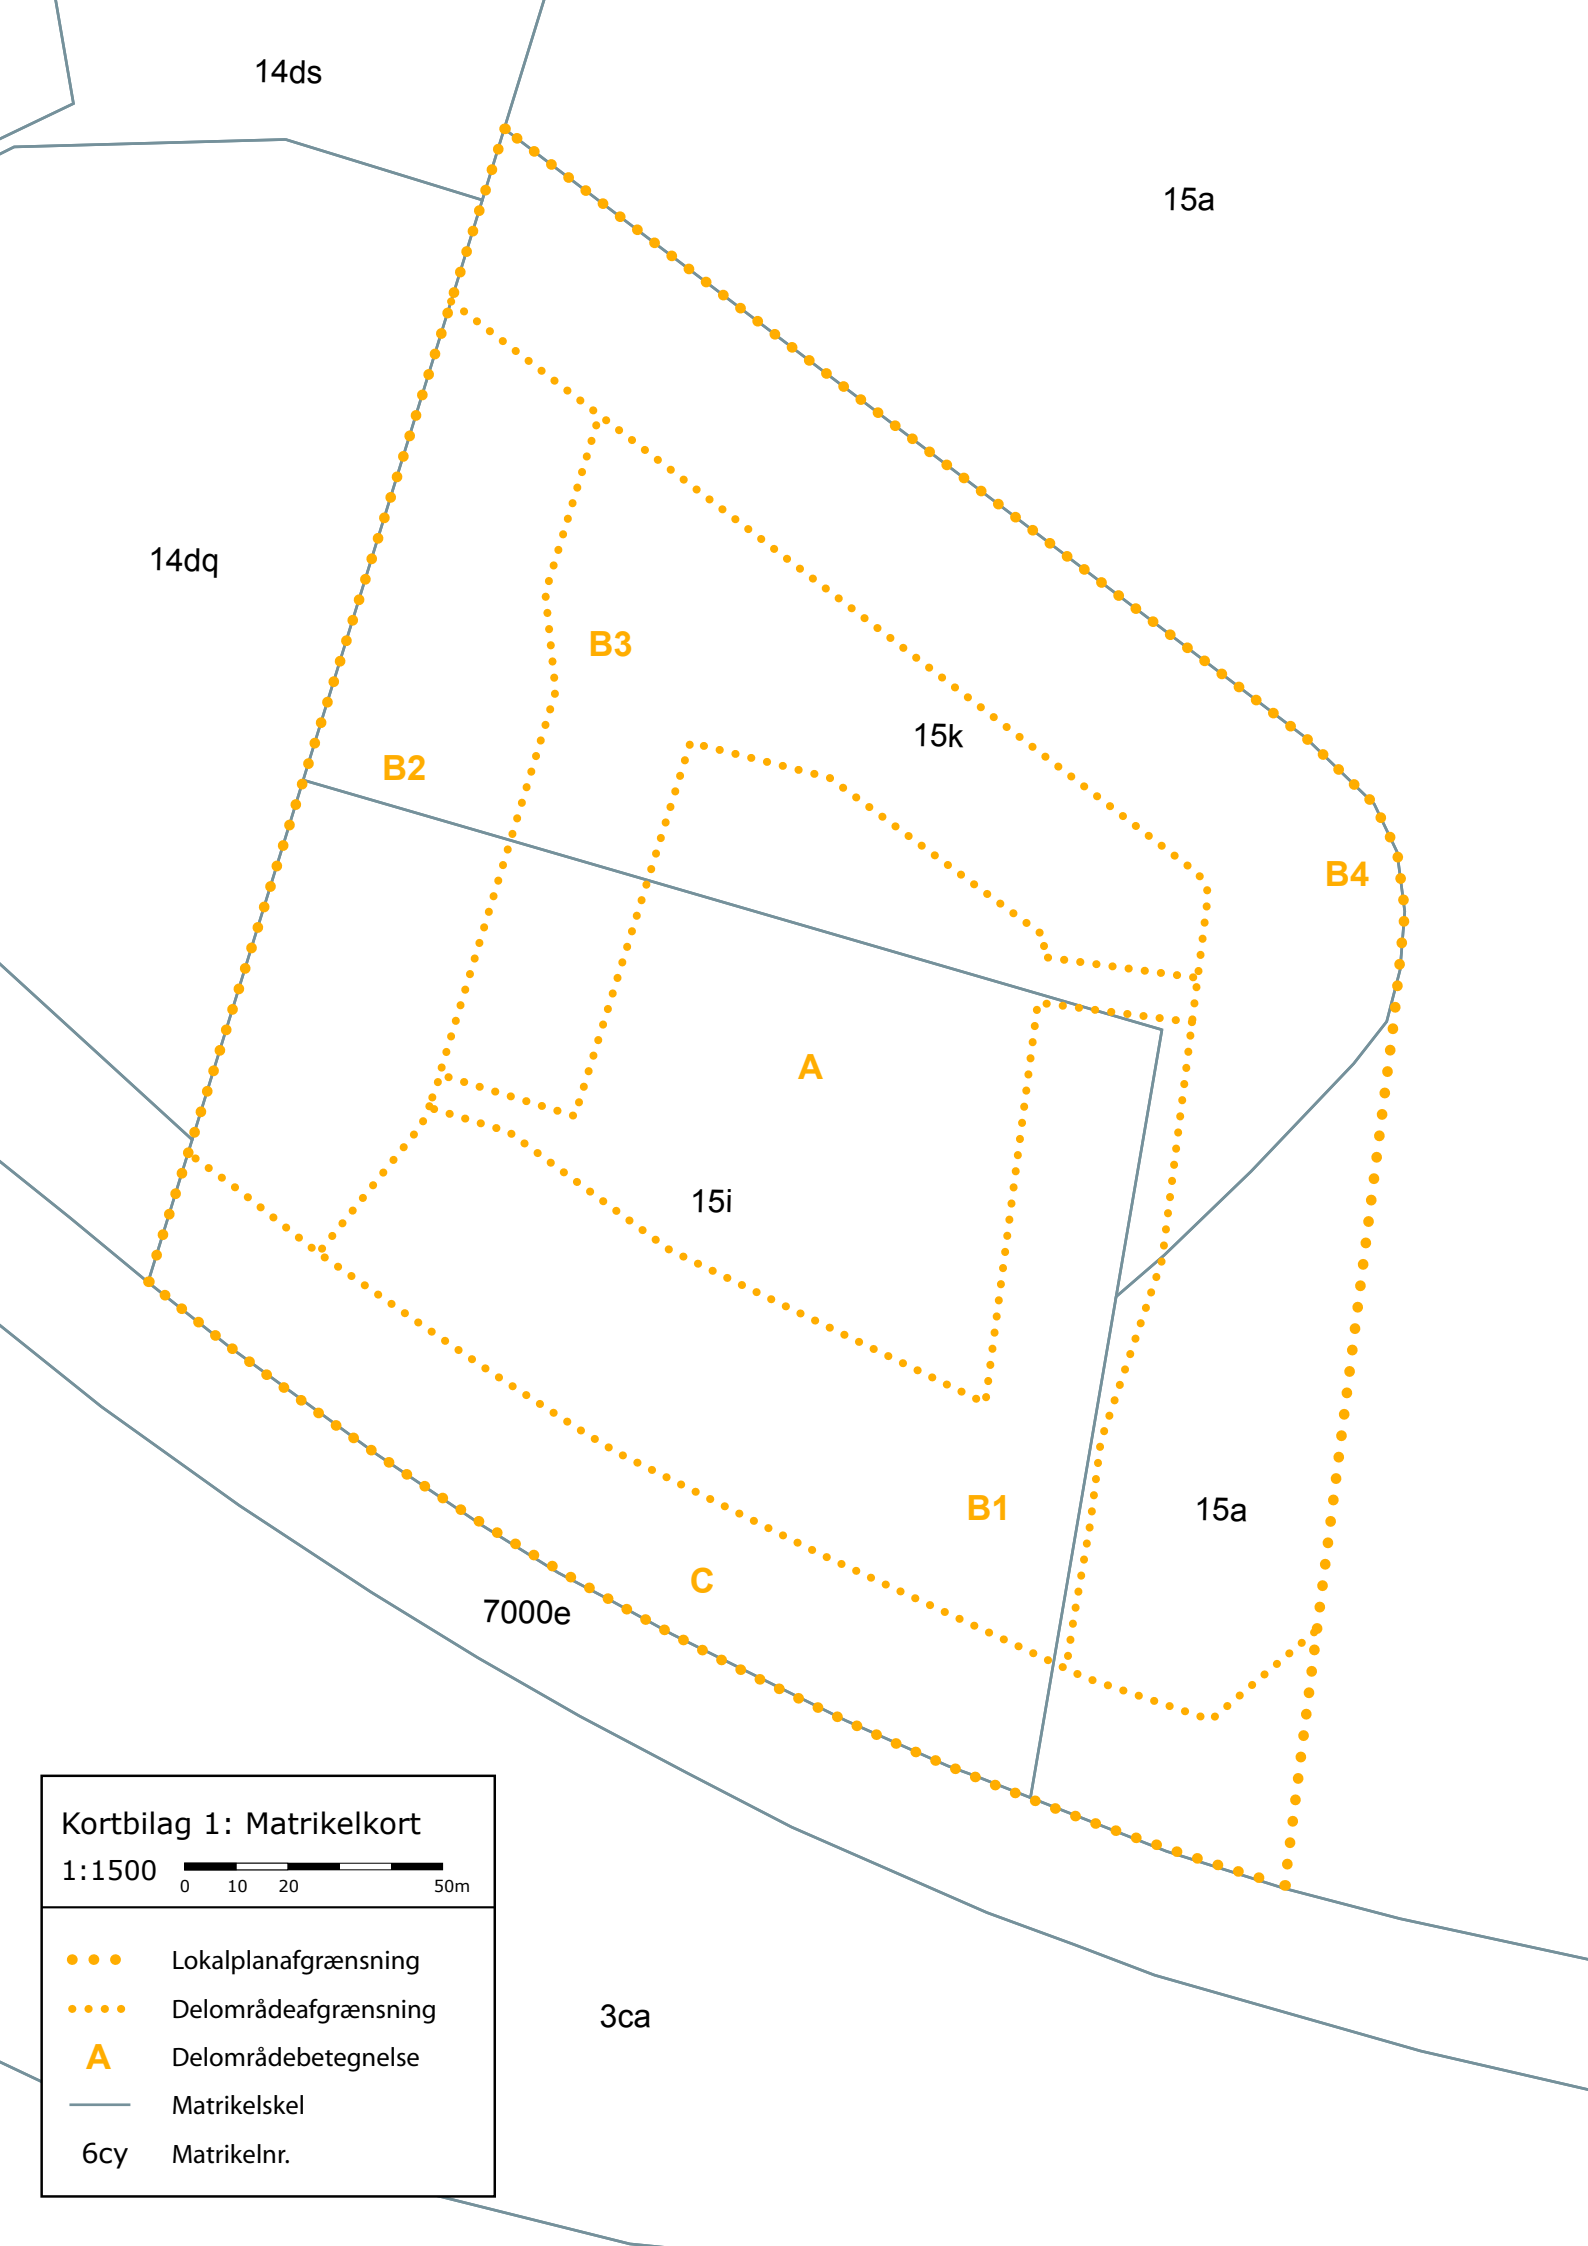 14ds
15a
14dq
B3
15k
B2
B4
A
15i
B1
15a
C
7000e
Kortbilag 1: Matrikelkort
1:1500
0 10 20 50m
Lokalplanafgrænsning
Delområdeafgrænsning
A Delområdebetegnelse
Matrikelskel
6cy Matrikelnr.
3ca